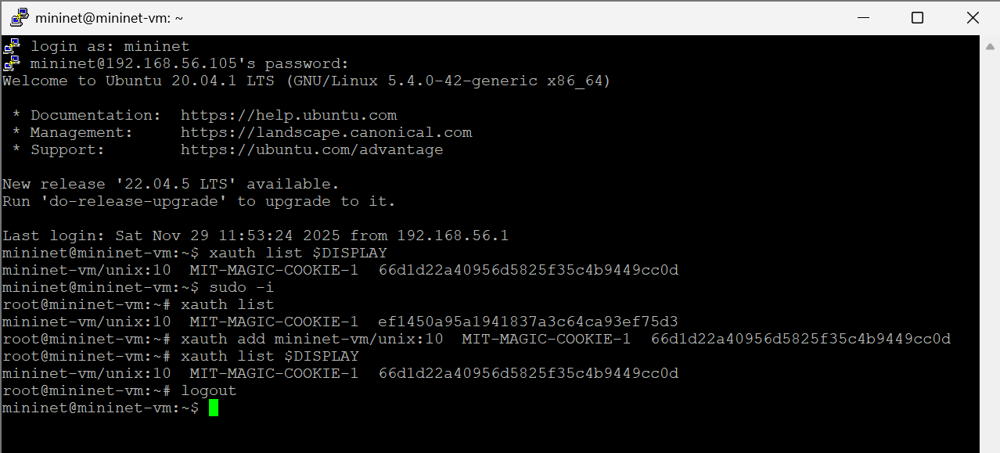 mininet@mininet-vm: ~
login as: mininet
mininet@192.168.56.105's password:
Welcome to Ubuntu 20.04.1 LTS (GNU/Linux 5.4.0-42-generic x86_64)
* Documentation:  https://help.ubuntu.com
* Management:     https://landscape.canonical.com
* Support:        https://ubuntu.com/advantage
New release '22.04.5 LTS' available.
Run 'do-release-upgrade' to upgrade to it.
Last login: Sat Nov 29 11:53:24 2025 from 192.168.56.1
mininet@mininet-vm:~$ xauth list $DISPLAY
mininet-vm/unix:10  MIT-MAGIC-COOKIE-1  66d1d22a40956d5825f35c4b9449cc0d
mininet@mininet-vm:~$ sudo -i
root@mininet-vm:~# xauth list
mininet-vm/unix:10  MIT-MAGIC-COOKIE-1  ef1450a95a1941837a3c64ca93ef75d3
root@mininet-vm:~# xauth add mininet-vm/unix:10  MIT-MAGIC-COOKIE-1  66d1d22a40956d5825f35c4b9449cc0d
root@mininet-vm:~# xauth list $DISPLAY
mininet-vm/unix:10  MIT-MAGIC-COOKIE-1  66d1d22a40956d5825f35c4b9449cc0d
root@mininet-vm:~# logout
mininet@mininet-vm:~$